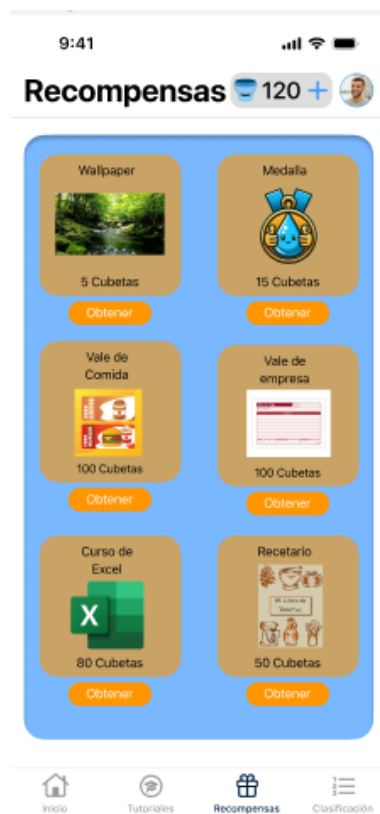 9:41
Recompensas 120 +
Wallpaper
5 Cubetas
Obtener
Medalla
15 Cubetas
Obtener
Vale de
Comida
100 Cubetas
Obtener
Vale de
empresa
100 Cubetas
Obtener
Curso de
Excel
X
80 Cubetas
Obtener
Recetario
50 Cubetas
Obtener
Inicio
Tutoriales
Recompensas
Clasificación